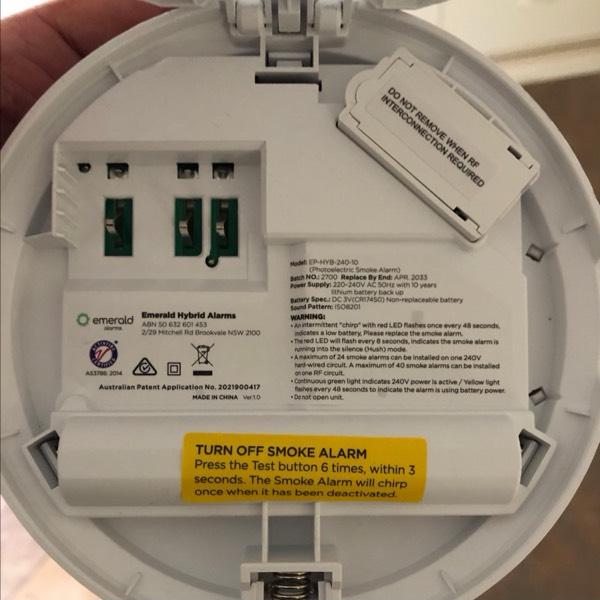 DO NOT REMOVE WHEN RF
INTERCONNECTION REQUIRED
Model: EP-HYB-240-10
(Photoelectric Smoke Alarm)
Batch NO.: 2700 Replace By End: APR. 2033
Power Supply: 220-240V AC 50Hz with 10 years
lithium battery back up
Battery Spec.: DC 3V(CR17450) Non-replaceable battery
Sound Pattern: ISO8201
WARNING:
• An intermittent "chirp" with red LED flashes once every 48 seconds,
indicates a low battery, Please replace the smoke alarm.
• The red LED will flash every 8 seconds, indicates the smoke alarm is
running into the silence (Hush) mode.
• A maximum of 24 smoke alarms can be installed on one 240V
hard-wired circuit. A maximum of 40 smoke alarms can be installed
on one RF circuit.
• Continuous green light indicates 240V power is active / Yellow light
flashes every 48 seconds to indicate the alarm is using battery power.
• Do not open unit.
emerald
alarms
Emerald Hybrid Alarms
ABN 50 632 601 453
2/29 Mitchell Rd Brookvale NSW 2100
AS3786: 2014
Australian Patent Application No. 2021900417
MADE IN CHINA Ver:1.0
TURN OFF SMOKE ALARM
Press the Test button 6 times, within 3
seconds. The Smoke Alarm will chirp
once when it has been deactivated.